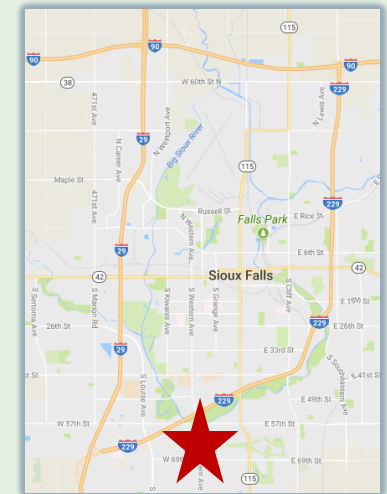 115
90
90
90
W 60th St N
38
229
471st Ave
N Career Ave
N Westport Ave
Big Sioux River
N Lewis Ave
29
115
Maple St
471st Ave
Russell St
N Western Ave
Falls Park
229
E Rice St
29
E 6th St
42
Sioux Falls
42
S Sertoma Ave
S Marion Rd
S Kiwanis Ave
S Western Ave
S Grange Ave
S Cliff Ave
E 18th St
26th St
229
E 26th St
29
E 33rd St
S Southeastern Ave
E 41st St
S Louise Ave
229
E 49th St
W 57th St
E 57th St
229
W 69th
E 69th St
115